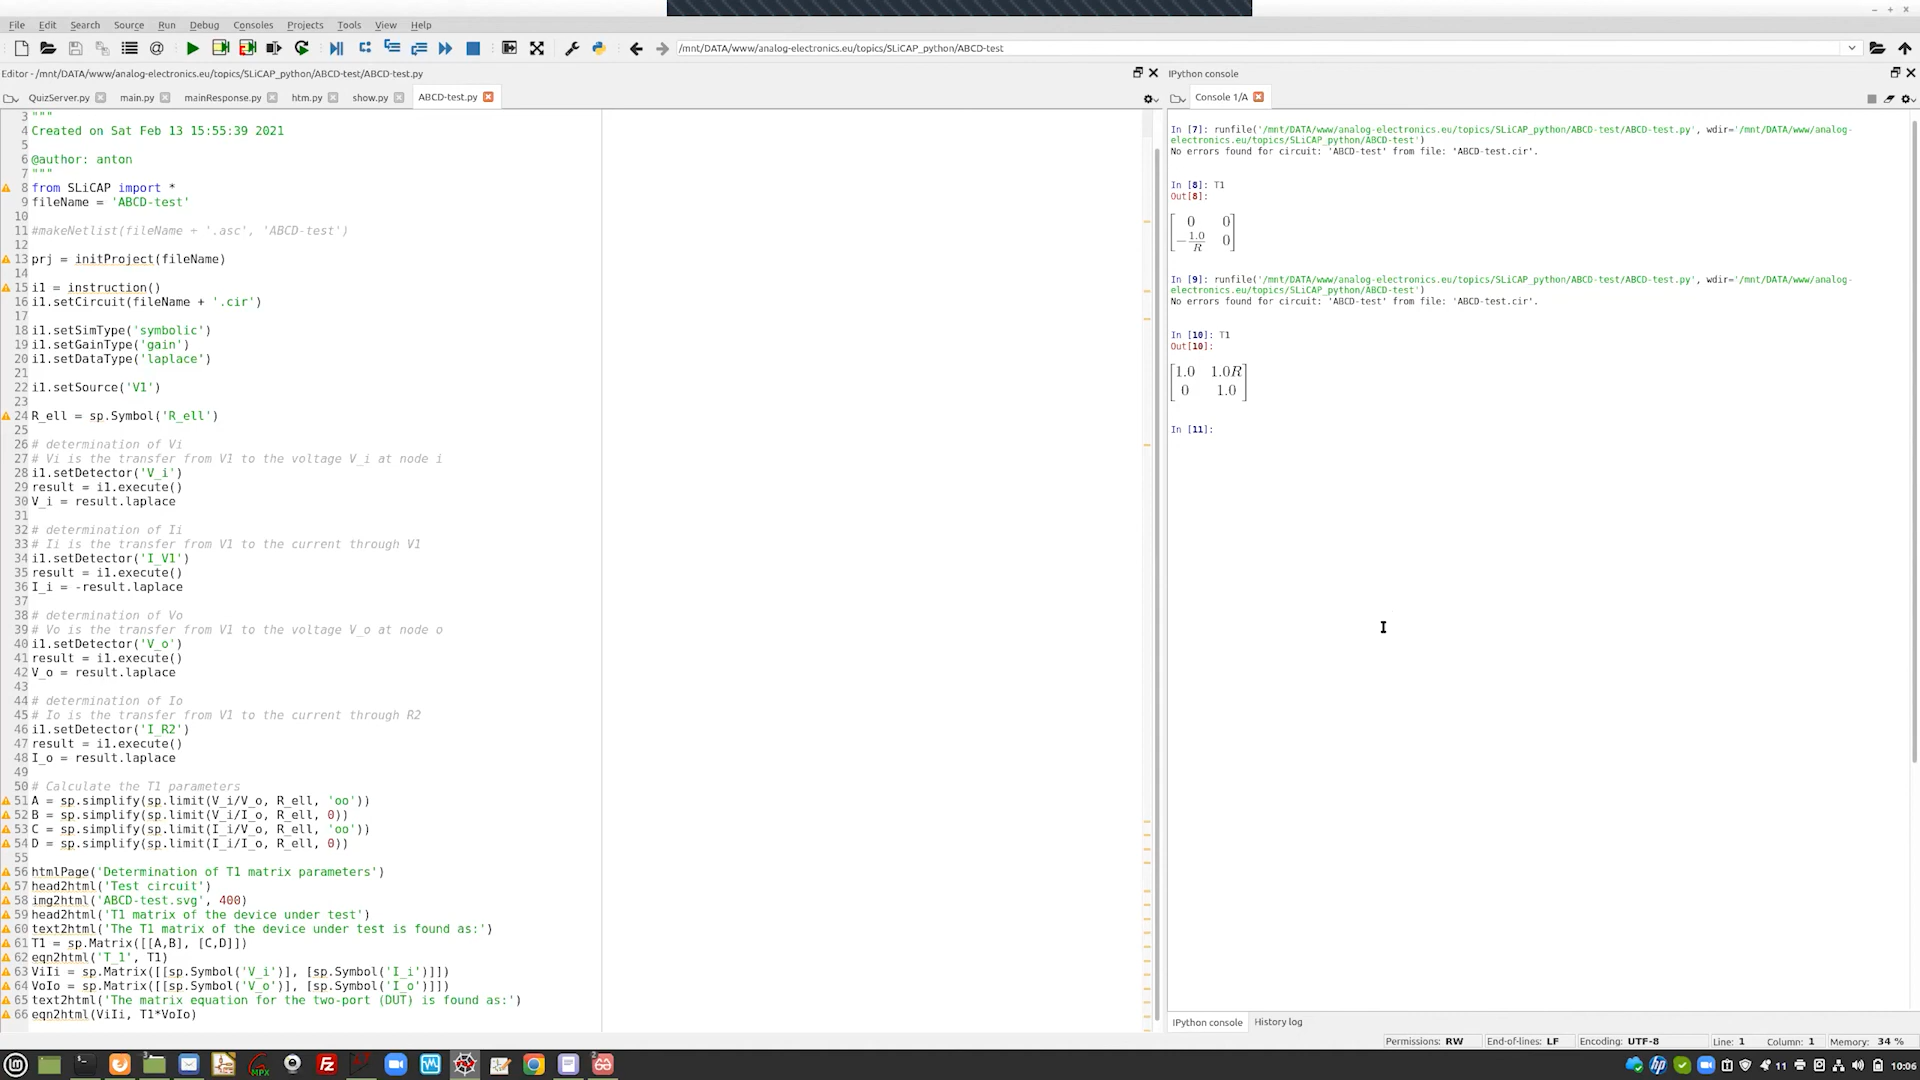 File Edit Search Source Run Debug Consoles Projects Tools View Help
/mnt/DATA/www/analog-electronics.eu/topics/SLiCAP_python/ABCD-test
Editor - /mnt/DATA/www/analog-electronics.eu/topics/SLiCAP_python/ABCD-test/ABCD-test.py
QuizServer.py main.py mainResponse.py htm.py show.py ABCD-test.py
3 """
4 Created on Sat Feb 13 15:55:39 2021
5
6 @author: anton
7 """
8 from SLiCAP import *
9 fileName = 'ABCD-test'
10
11 #makeNetlist(fileName + '.asc', 'ABCD-test')
12
13 prj = initProject(fileName)
14
15 i1 = instruction()
16 i1.setCircuit(fileName + '.cir')
17
18 i1.setSimType('symbolic')
19 i1.setGainType('gain')
20 i1.setDataType('laplace')
21
22 i1.setSource('V1')
23
24 R_ell = sp.Symbol('R_ell')
25
26 # determination of Vi
27 # Vi is the transfer from V1 to the voltage V_i at node i
28 i1.setDetector('V_i')
29 result = i1.execute()
30 V_i = result.laplace
31
32 # determination of Ii
33 # Ii is the transfer from V1 to the current through V1
34 i1.setDetector('I_V1')
35 result = i1.execute()
36 I_i = -result.laplace
37
38 # determination of Vo
39 # Vo is the transfer from V1 to the voltage V_o at node o
40 i1.setDetector('V_o')
41 result = i1.execute()
42 V_o = result.laplace
43
44 # determination of Io
45 # Io is the transfer from V1 to the current through R2
46 i1.setDetector('I_R2')
47 result = i1.execute()
48 I_o = result.laplace
49
50 # Calculate the T1 parameters
51 A = sp.simplify(sp.limit(V_i/V_o, R_ell, 'oo'))
52 B = sp.simplify(sp.limit(V_i/I_o, R_ell, 0))
53 C = sp.simplify(sp.limit(I_i/V_o, R_ell, 'oo'))
54 D = sp.simplify(sp.limit(I_i/I_o, R_ell, 0))
55
56 htmlPage('Determination of T1 matrix parameters')
57 head2html('Test circuit')
58 img2html('ABCD-test.svg', 400)
59 head2html('T1 matrix of the device under test')
60 text2html('The T1 matrix of the device under test is found as:')
61 T1 = sp.Matrix([[A,B], [C,D]])
62 eqn2html('T_1', T1)
63 ViIi = sp.Matrix([[sp.Symbol('V_i')], [sp.Symbol('I_i')]])
64 VoIo = sp.Matrix([[sp.Symbol('V_o')], [sp.Symbol('I_o')]])
65 text2html('The matrix equation for the two-port (DUT) is found as:')
66 eqn2html(ViIi, T1*VoIo)
IPython console
Console 1/A
In [7]: runfile('/mnt/DATA/www/analog-electronics.eu/topics/SLiCAP_python/ABCD-test/ABCD-test.py', wdir='/mnt/DATA/www/analog-
electronics.eu/topics/SLiCAP_python/ABCD-test')
No errors found for circuit: 'ABCD-test' from file: 'ABCD-test.cir'.
In [8]: T1
Out[8]:
0 0
-1.0/R 0
In [9]: runfile('/mnt/DATA/www/analog-electronics.eu/topics/SLiCAP_python/ABCD-test/ABCD-test.py', wdir='/mnt/DATA/www/analog-
electronics.eu/topics/SLiCAP_python/ABCD-test')
No errors found for circuit: 'ABCD-test' from file: 'ABCD-test.cir'.
In [10]: T1
Out[10]:
1.0 1.0R
0 1.0
In [11]:
IPython console History log
Permissions: RW End-of-lines: LF Encoding: UTF-8 Line: 1 Column: 1 Memory: 34 %
11 10:06